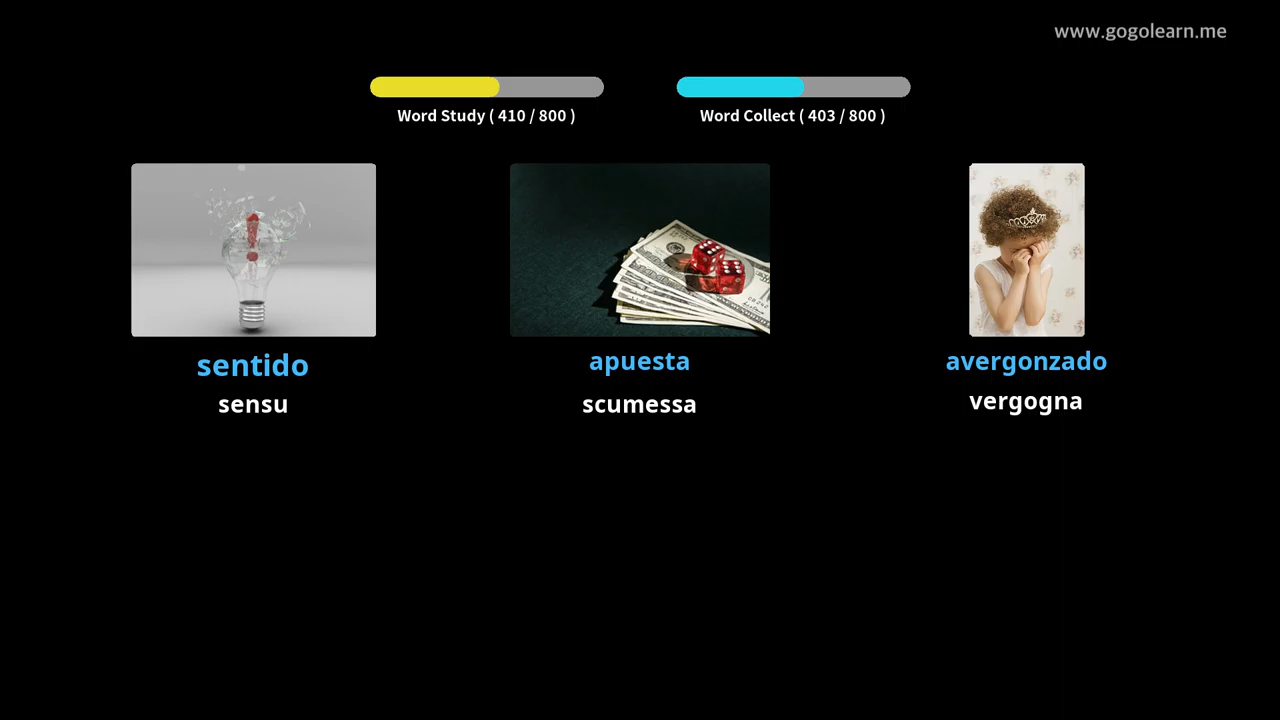 www.gogolearn.me
Word Study ( 410 / 800 )
Word Collect ( 403 / 800 )
sentido
apuesta
avergonzado
sensu
scumessa
vergogna